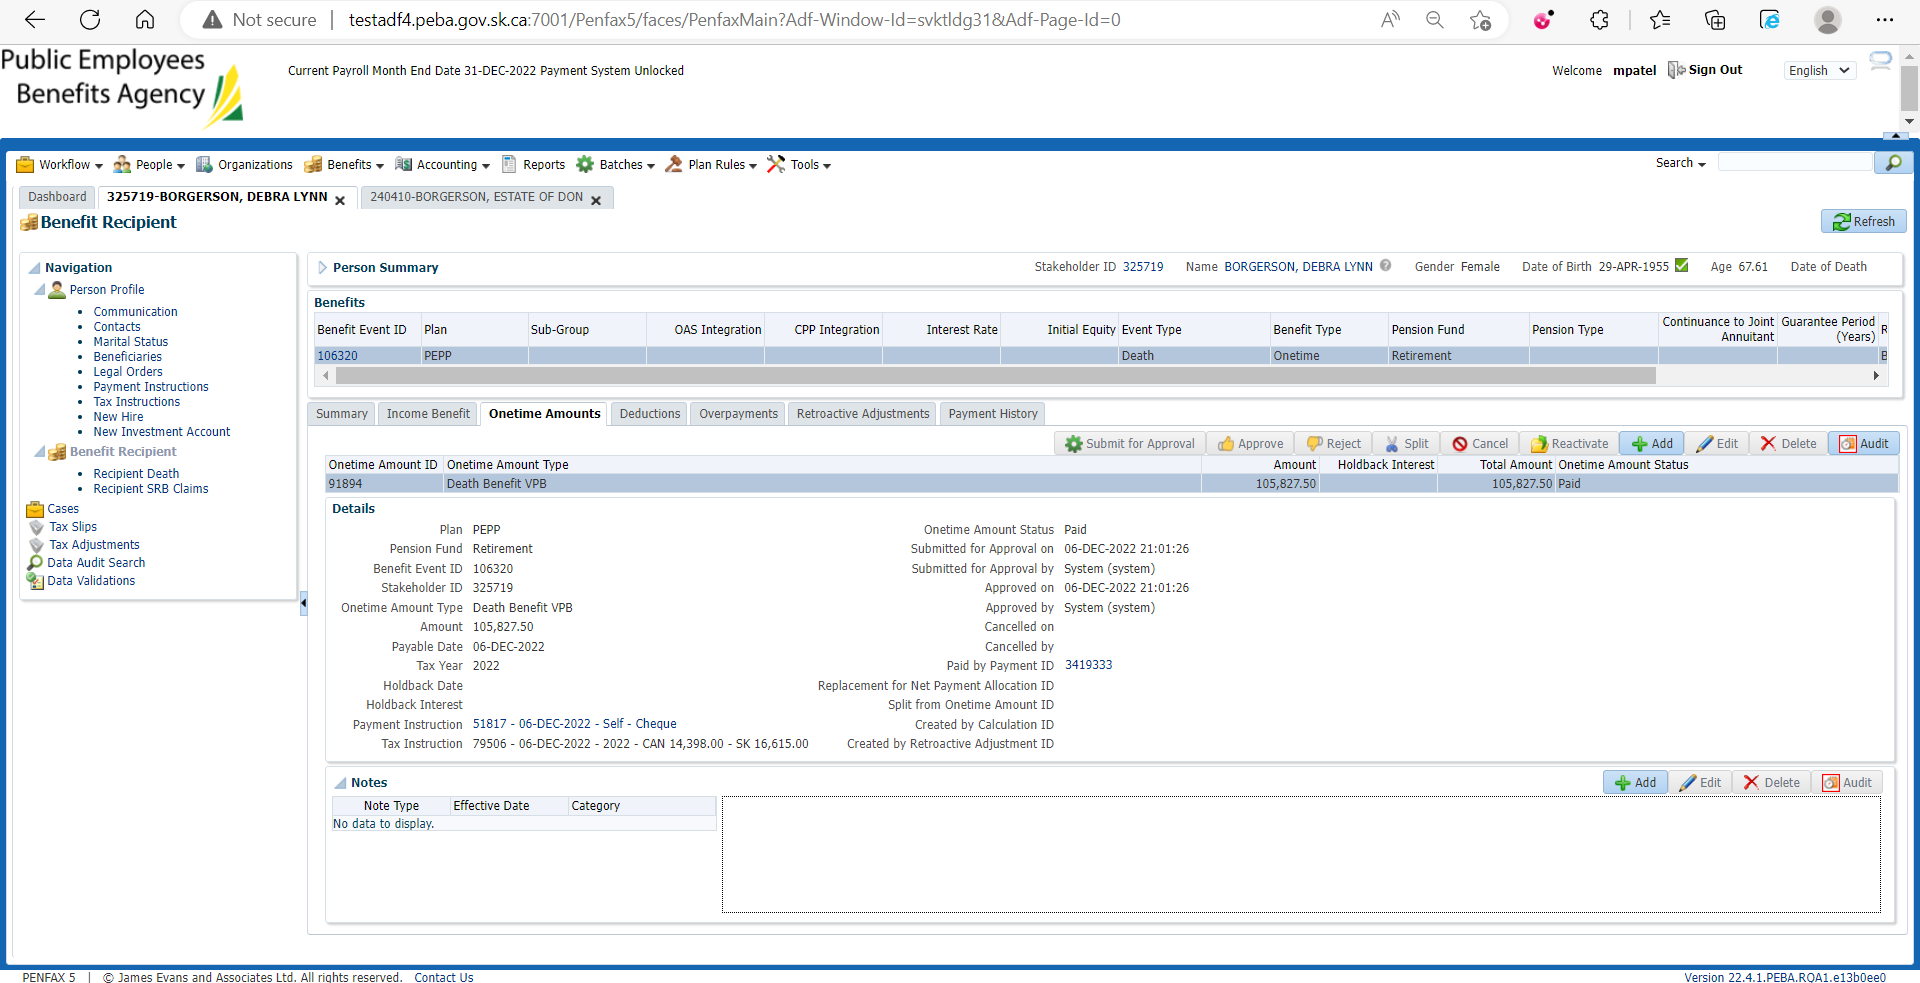 Not secure | testadf4.peba.gov.sk.ca:7001/Penfax5/faces/PenfaxMain?Adf-Window-Id=svktldg31&Adf-Page-Id=0
Public Employees
Benefits Agency
Current Payroll Month End Date 31-DEC-2022 Payment System Unlocked
Welcome mpatel Sign Out English
Workflow People Organizations Benefits Accounting Reports Batches Plan Rules Tools Search
Dashboard 325719-BORGERSON, DEBRA LYNN 240410-BORGERSON, ESTATE OF DON
Benefit Recipient Refresh
Navigation
Person Profile
Communication
Contacts
Marital Status
Beneficiaries
Legal Orders
Payment Instructions
Tax Instructions
New Hire
New Investment Account
Benefit Recipient
Recipient Death
Recipient SRB Claims
Cases
Tax Slips
Tax Adjustments
Data Audit Search
Data Validations
Person Summary Stakeholder ID 325719 Name BORGERSON, DEBRA LYNN Gender Female Date of Birth 29-APR-1955 Age 67.61 Date of Death
Benefits
Benefit Event ID Plan Sub-Group OAS Integration CPP Integration Interest Rate Initial Equity Event Type Benefit Type Pension Fund Pension Type Continuance to Joint Annuitant Guarantee Period (Years) R
106320 PEPP Death Onetime Retirement B
Summary Income Benefit Onetime Amounts Deductions Overpayments Retroactive Adjustments Payment History
Submit for Approval Approve Reject Split Cancel Reactivate Add Edit Delete Audit
Onetime Amount ID Onetime Amount Type Amount Holdback Interest Total Amount Onetime Amount Status
91894 Death Benefit VPB 105,827.50 105,827.50 Paid
Details
Plan PEPP
Pension Fund Retirement
Benefit Event ID 106320
Stakeholder ID 325719
Onetime Amount Type Death Benefit VPB
Amount 105,827.50
Payable Date 06-DEC-2022
Tax Year 2022
Holdback Date
Holdback Interest
Payment Instruction 51817 - 06-DEC-2022 - Self - Cheque
Tax Instruction 79506 - 06-DEC-2022 - 2022 - CAN 14,398.00 - SK 16,615.00
Onetime Amount Status Paid
Submitted for Approval on 06-DEC-2022 21:01:26
Submitted for Approval by System (system)
Approved on 06-DEC-2022 21:01:26
Approved by System (system)
Cancelled on
Cancelled by
Paid by Payment ID 3419333
Replacement for Net Payment Allocation ID
Split from Onetime Amount ID
Created by Calculation ID
Created by Retroactive Adjustment ID
Notes Add Edit Delete Audit
Note Type Effective Date Category
No data to display.
PENFAX 5 | © James Evans and Associates Ltd. All rights reserved. Contact Us Version 22.4.1.PEBA.RQA1.e13b0ee0